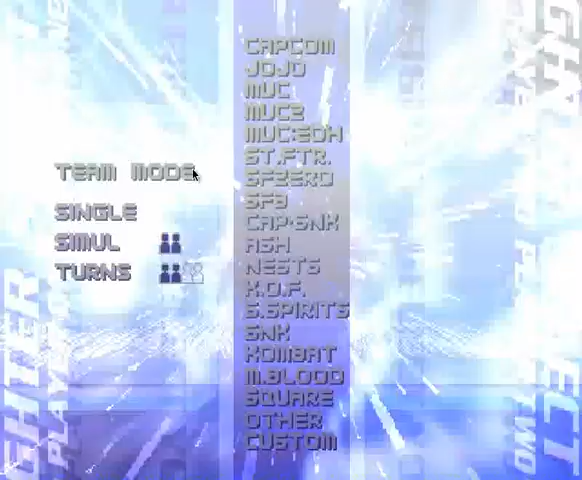 TEAM MODE
SINGLE
SIMUL
TURNS
CAPCOM
JOJO
MVC
MVC2
MVC:EOH
ST.FTR.
SFZERO
SF3
CAP·SNK
ASH
NESTS
K.O.F.
S.SPIRITS
SNK
KOMBAT
M.BLOOD
SQUARE
OTHER
CUSTOM